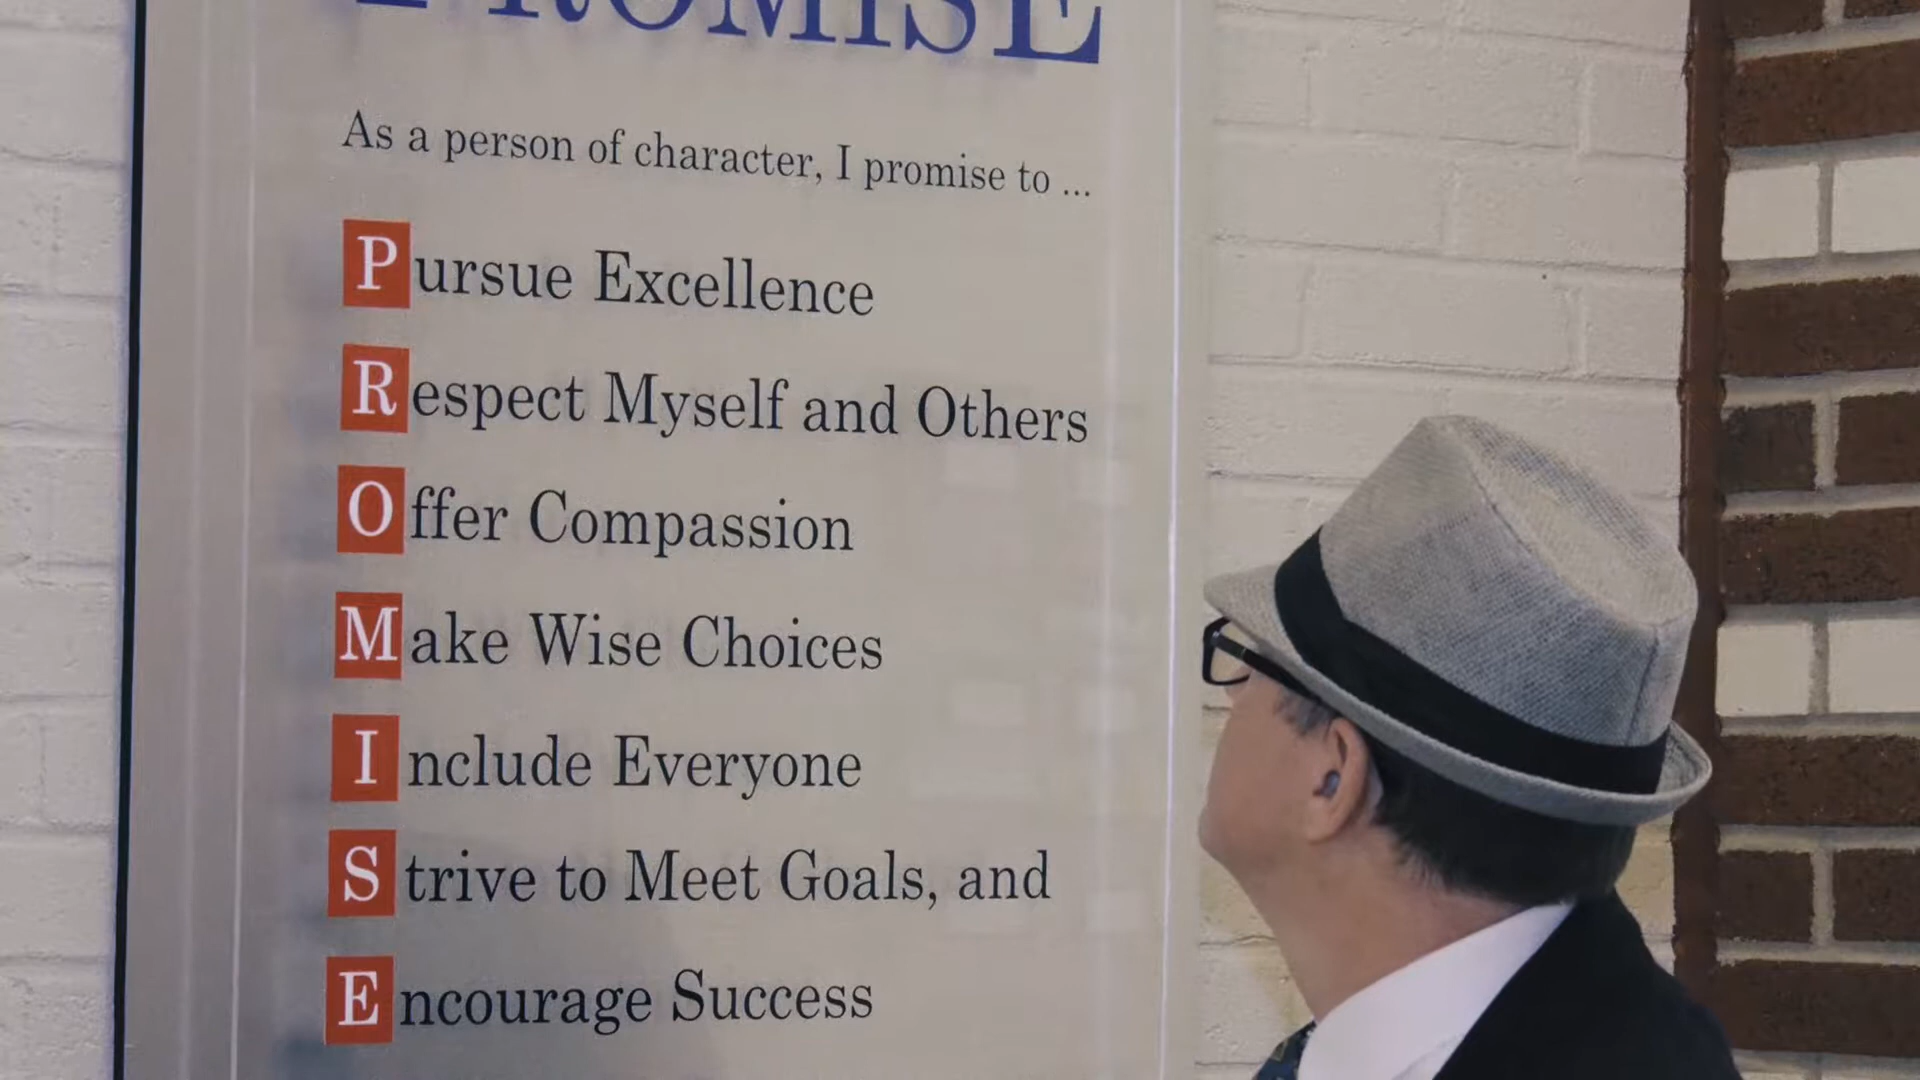 PROMISE
As a person of character, I promise to ...
Pursue Excellence
Respect Myself and Others
Offer Compassion
Make Wise Choices
Include Everyone
Strive to Meet Goals, and
Encourage Success